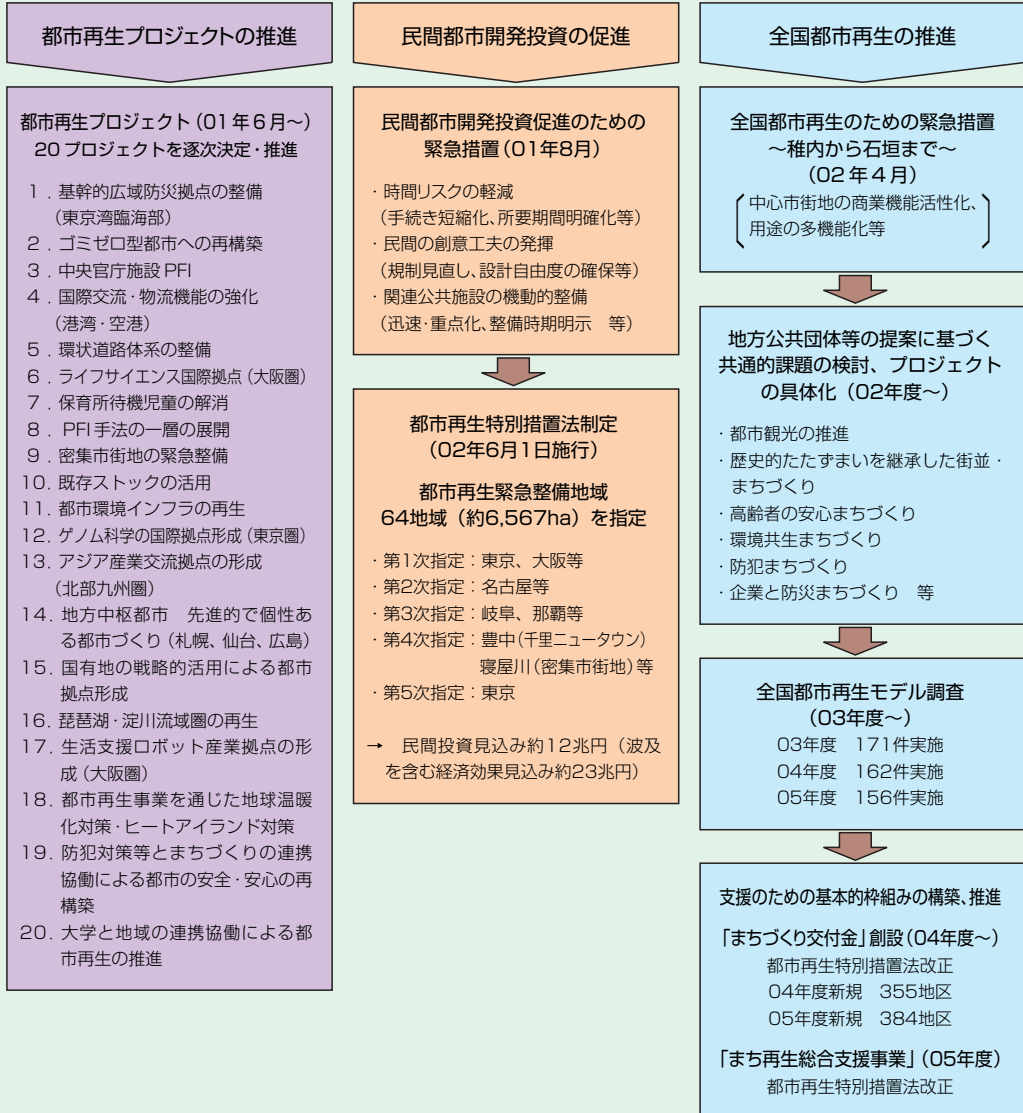 都市再生プロジェクトの推進
都市再生プロジェクト(01年6月～)
20プロジェクトを逐次決定・推進
1．基幹的広域防災拠点の整備
(東京湾臨海部)
2．ゴミゼロ型都市への再構築
3．中央官庁施設PFI
4．国際交流・物流機能の強化
(港湾・空港)
5．環状道路体系の整備
6．ライフサイエンス国際拠点(大阪圏)
7．保育所待機児童の解消
8．PFI手法の一層の展開
9．密集市街地の緊急整備
10．既存ストックの活用
11．都市環境インフラの再生
12．ゲノム科学の国際拠点形成(東京圏)
13．アジア産業交流拠点の形成
(北部九州圏)
14．地方中枢都市　先進的で個性あ
る都市づくり(札幌、仙台、広島)
15．国有地の戦略的活用による都市
拠点形成
16．琵琶湖・淀川流域圏の再生
17．生活支援ロボット産業拠点の形
成(大阪圏)
18．都市再生事業を通じた地球温暖
化対策・ヒートアイランド対策
19．防犯対策等とまちづくりの連携
協働による都市の安全・安心の再
構築
20．大学と地域の連携協働による都
市再生の推進
民間都市開発投資の促進
民間都市開発投資促進のための
緊急措置(01年8月)
・時間リスクの軽減
(手続き短縮化、所要期間明確化等)
・民間の創意工夫の発揮
(規制見直し、設計自由度の確保等)
・関連公共施設の機動的整備
(迅速・重点化、整備時期明示　等)
都市再生特別措置法制定
(02年6月1日施行)
都市再生緊急整備地域
64地域(約6,567ha)を指定
・第1次指定：東京、大阪等
・第2次指定：名古屋等
・第3次指定：岐阜、那覇等
・第4次指定：豊中(千里ニュータウン)
寝屋川(密集市街地)等
・第5次指定：東京
→　民間投資見込み約12兆円(波及
を含む経済効果見込み約23兆円)
全国都市再生の推進
全国都市再生のための緊急措置
～稚内から石垣まで～
(02年4月)
(中心市街地の商業機能活性化、
用途の多機能化等)
地方公共団体等の提案に基づく
共通的課題の検討、プロジェクト
の具体化(02年度～)
・都市観光の推進
・歴史的たたずまいを継承した街並・
まちづくり
・高齢者の安心まちづくり
・環境共生まちづくり
・防犯まちづくり
・企業と防災まちづくり　等
全国都市再生モデル調査
(03年度～)
03年度　171件実施
04年度　162件実施
05年度　156件実施
支援のための基本的枠組みの構築、推進
「まちづくり交付金」創設(04年度～)
都市再生特別措置法改正
04年度新規　355地区
05年度新規　384地区
「まち再生総合支援事業」(05年度)
都市再生特別措置法改正